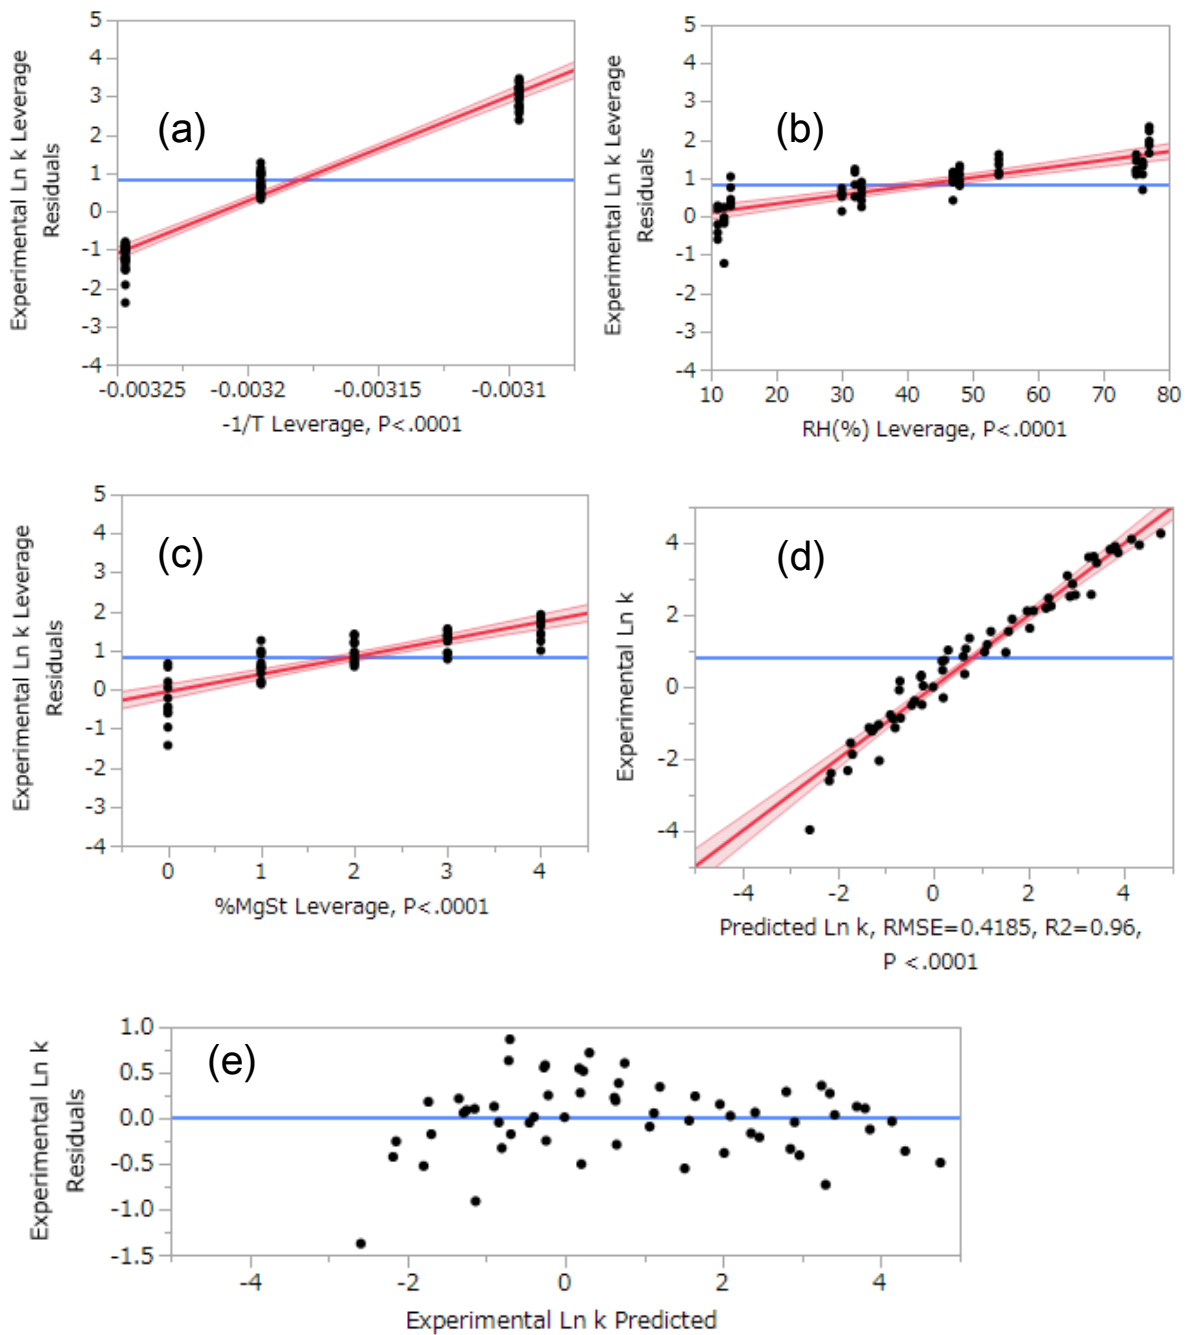 5
4
3
2
1
0
-1
-2
-3
-4
Experimental Ln k Leverage
Residuals
(a)
-0.00325 -0.0032 -0.00315 -0.0031
-1/T Leverage, P<.0001
5
4
3
2
1
0
-1
-2
-3
-4
Experimental Ln k Leverage
Residuals
(b)
10 20 30 40 50 60 70 80
RH(%) Leverage, P<.0001
5
4
3
2
1
0
-1
-2
-3
-4
Experimental Ln k Leverage
Residuals
(c)
0 1 2 3 4
%MgSt Leverage, P<.0001
4
2
0
-2
-4
Experimental Ln k
(d)
-4 -2 0 2 4
Predicted Ln k, RMSE=0.4185, R2=0.96,
P <.0001
1.0
0.5
0.0
-0.5
-1.0
-1.5
Experimental Ln k
Residuals
(e)
-2 0 2 4
Experimental Ln k Predicted